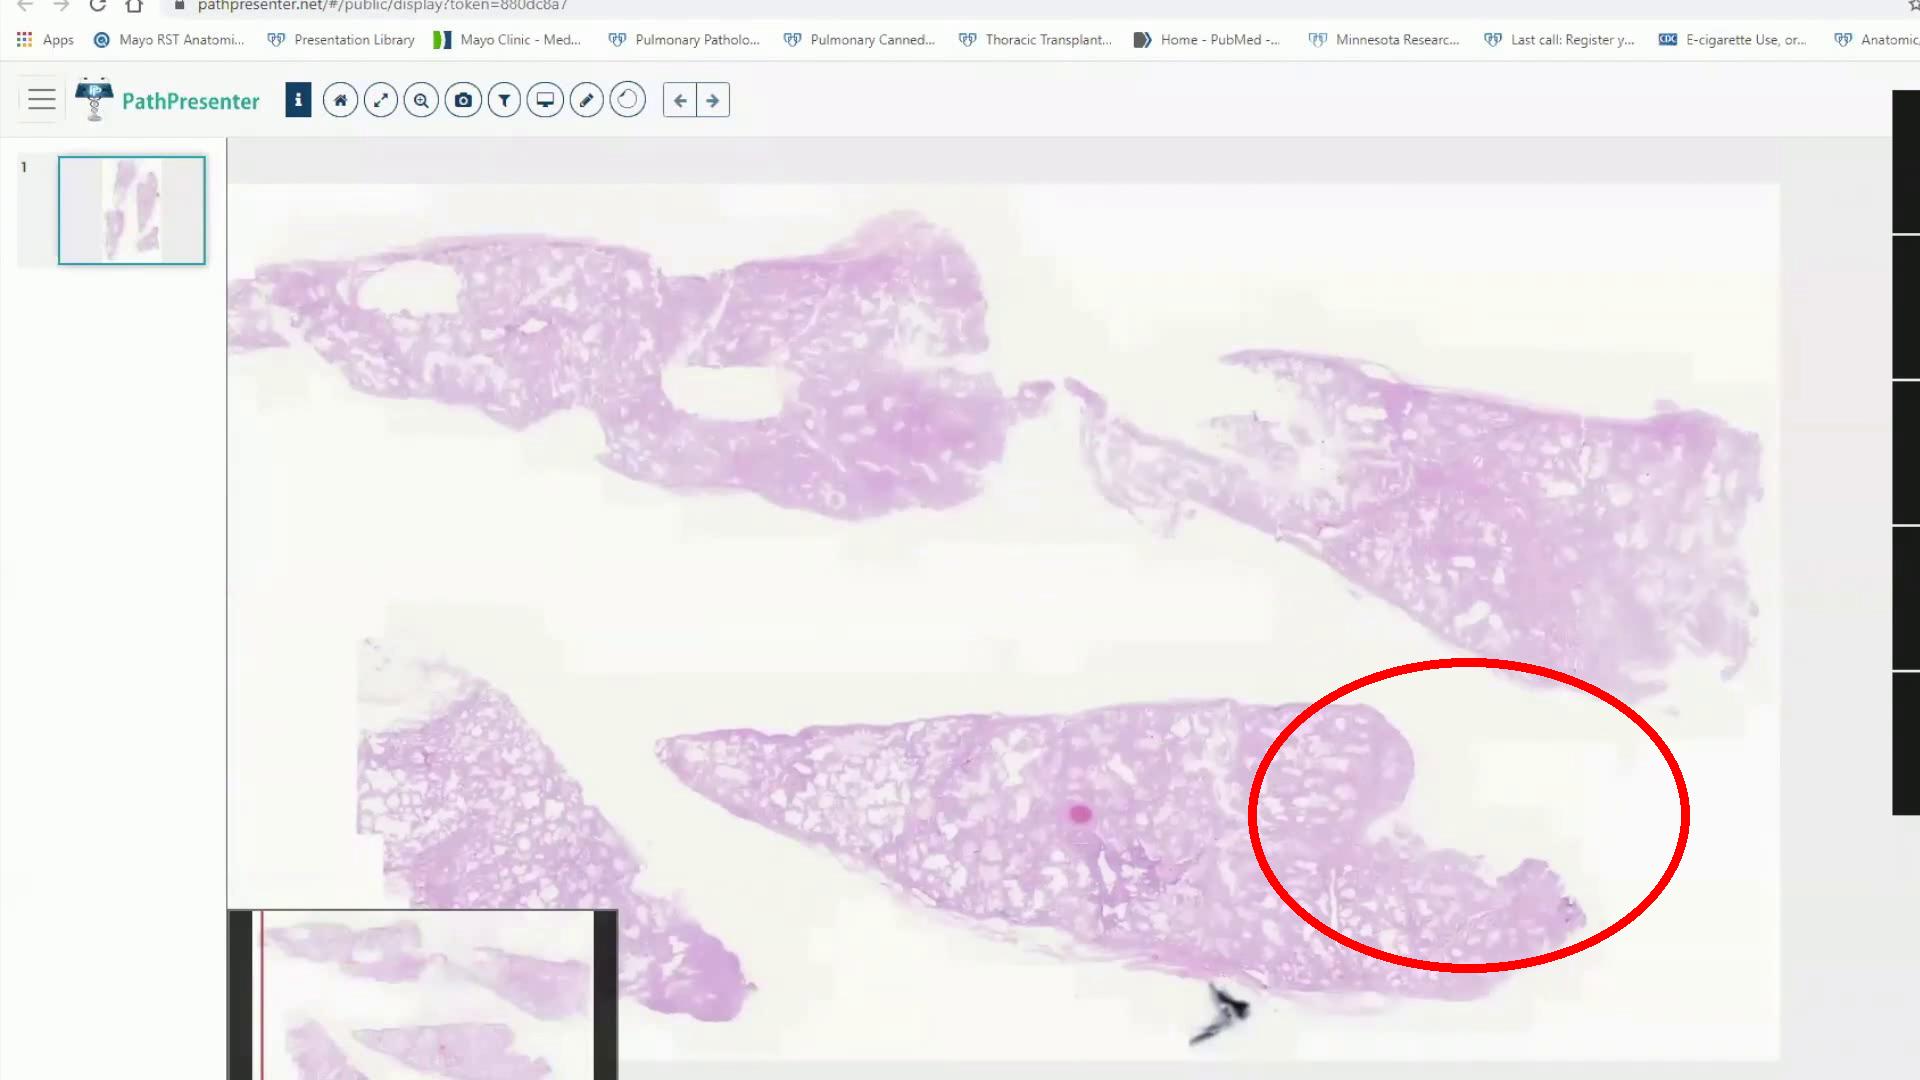 pathpresenter.net/#/public/display?token=880dc8a7
Apps Mayo RST Anatomi... Presentation Library Mayo Clinic - Med... Pulmonary Patholo... Pulmonary Canned... Thoracic Transplant... Home - PubMed -... Minnesota Researc... Last call: Register y... CDC E-cigarette Use, or... Anatomic
PathPresenter
1